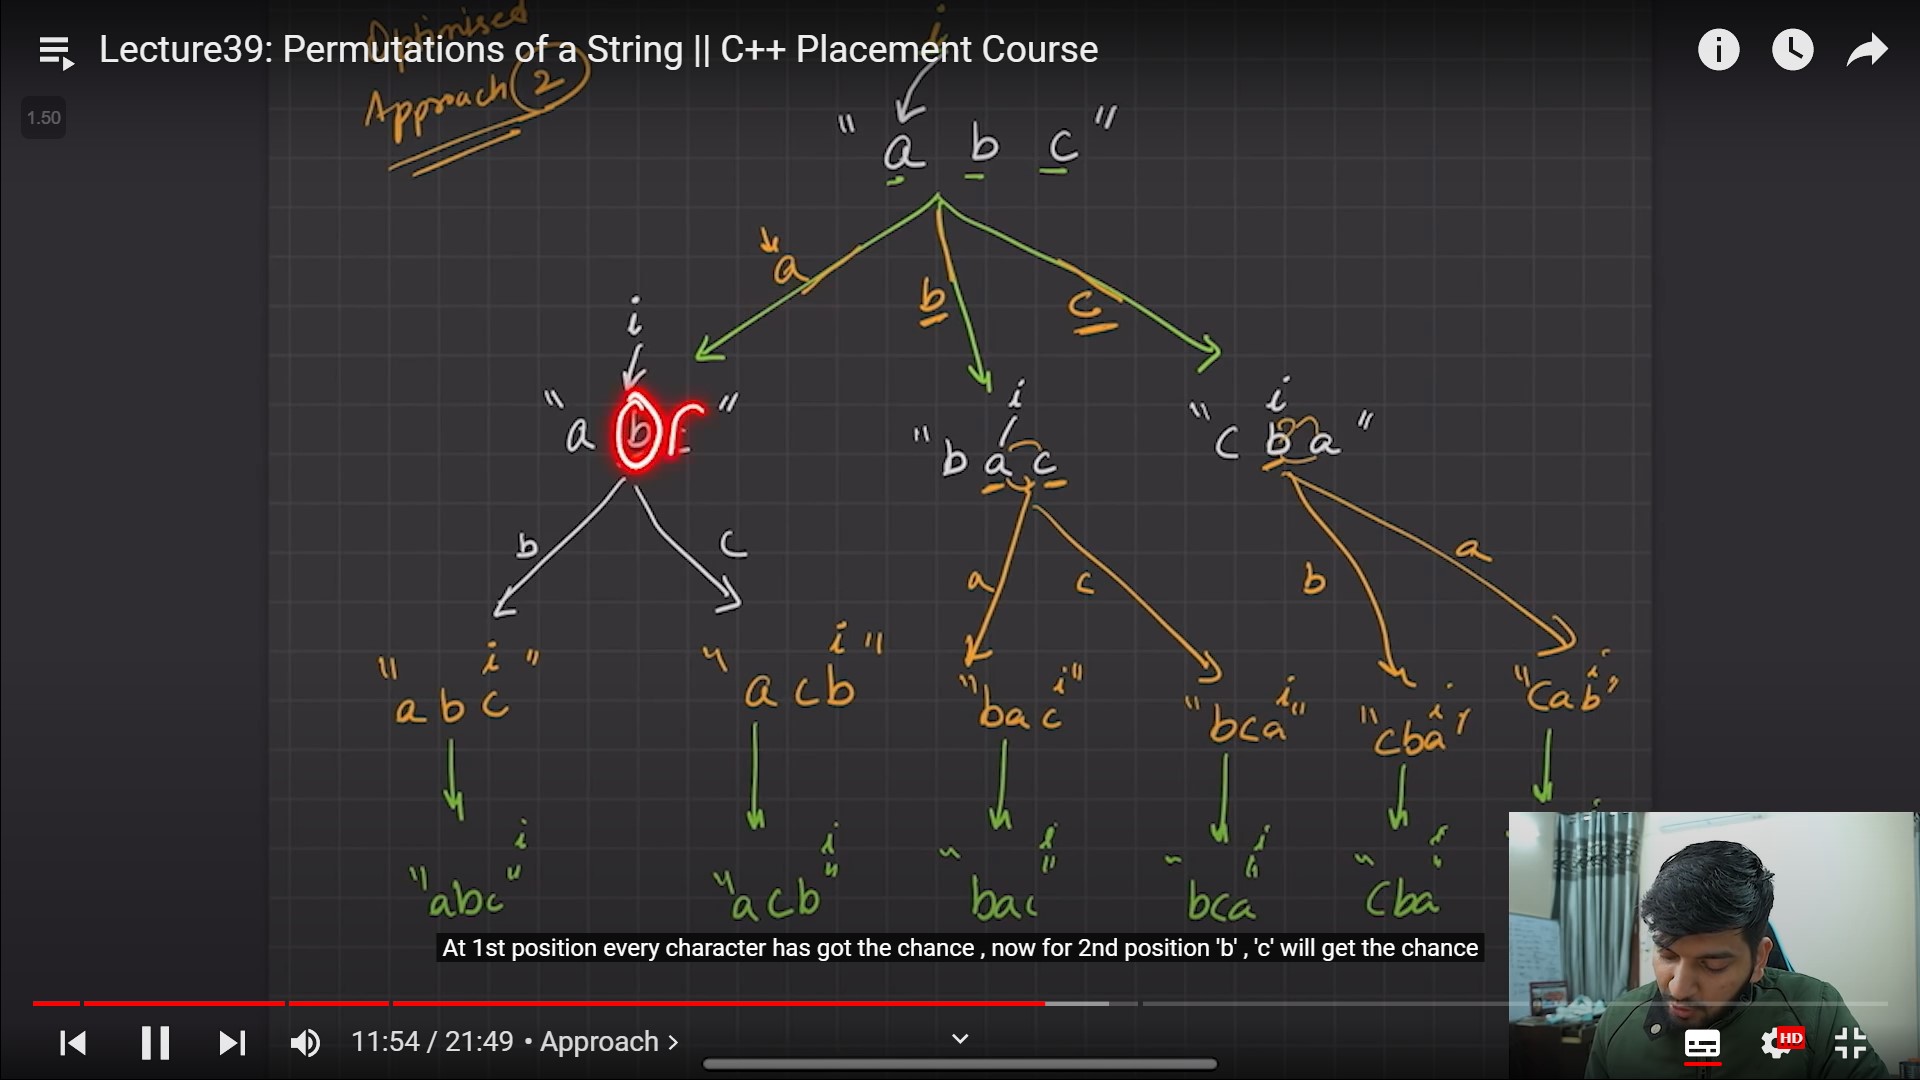 Lecture39: Permutations of a String || C++ Placement Course
Optimised
Approach 2
1.50
i
" a b c "
a b c
i i i
" a b c " " b a c " " c b a "
b c a c b a
i i i i i i
" a b c " " a c b " " bac " " bca " " cba " " cab "
i i i i i
" abc " " acb " " bac " " bca " " cba "
At 1st position every character has got the chance , now for 2nd position 'b' , 'c' will get the chance
11:54 / 21:49 • Approach >
HD